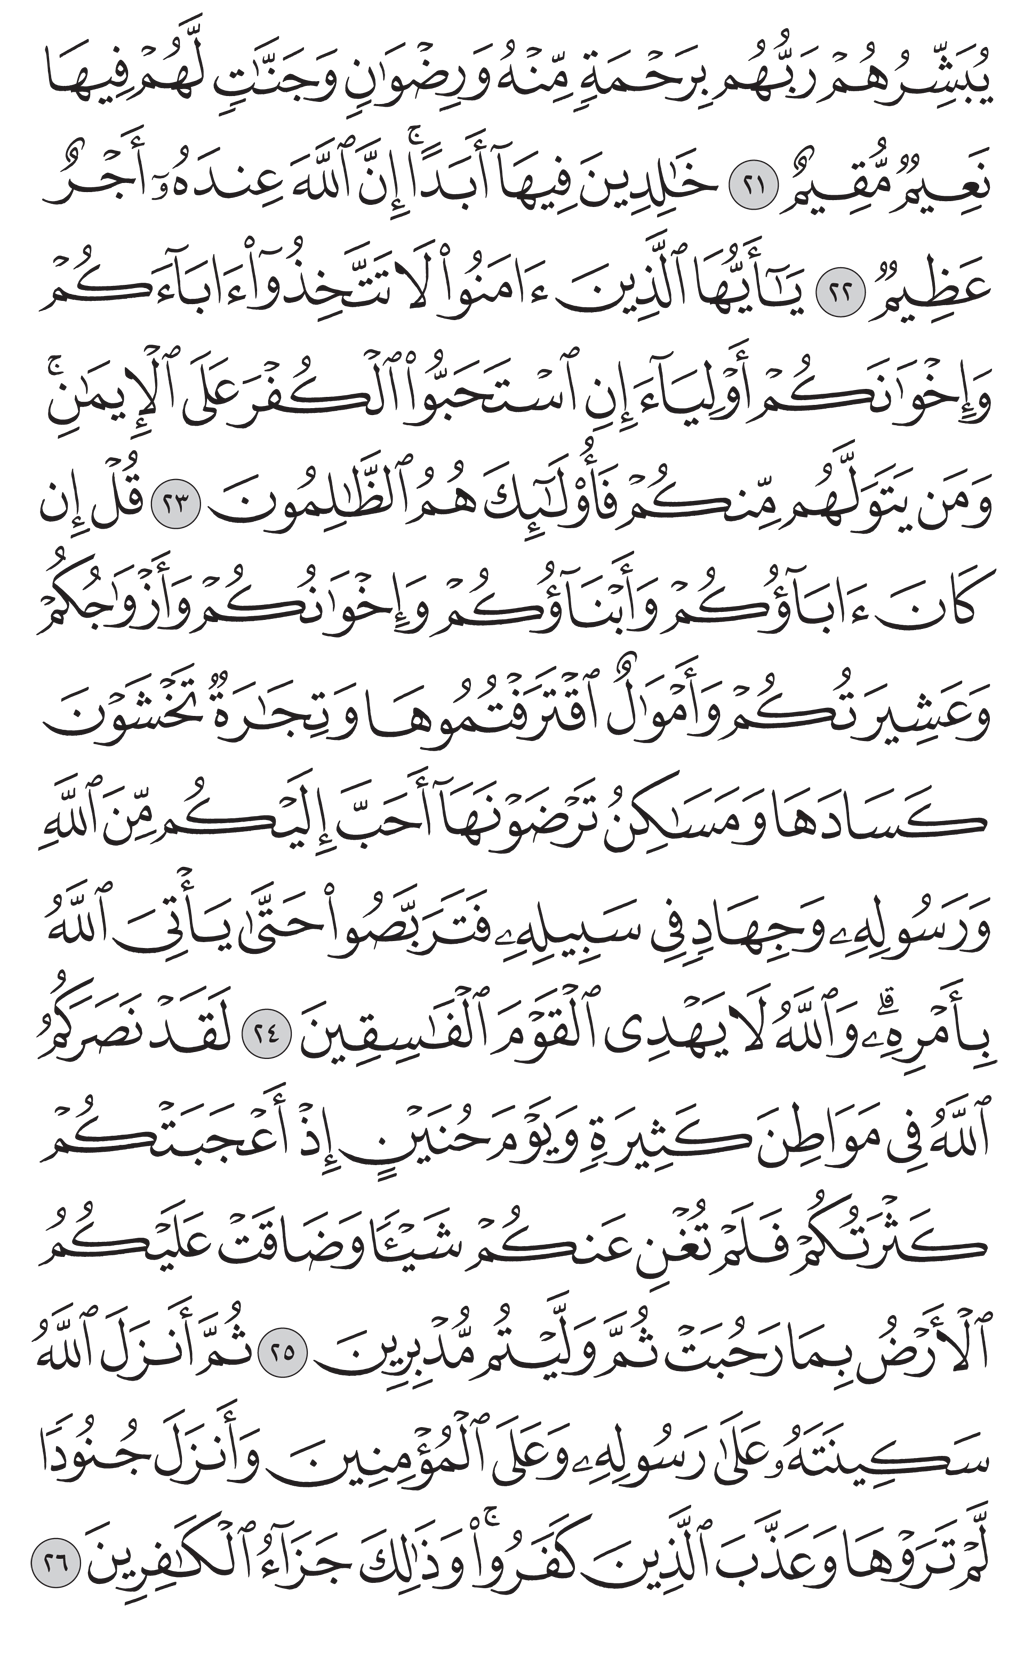 يُبَشِّرُهُمْ رَبُّهُم بِرَحْمَةٍ مِّنْهُ وَرِضْوَٰنٍ وَجَنَّـٰتٍ لَّهُمْ فِيهَا
نَعِيمٌ مُّقِيمٌ ٢١ خَـٰلِدِينَ فِيهَآ أَبَدًا ۚ إِنَّ ٱللَّهَ عِندَهُۥٓ أَجْرٌ
عَظِيمٌ ٢٢ يَـٰٓأَيُّهَا ٱلَّذِينَ ءَامَنُوا۟ لَا تَتَّخِذُوٓا۟ ءَابَآءَكُمْ
وَإِخْوَٰنَكُمْ أَوْلِيَآءَ إِنِ ٱسْتَحَبُّوا۟ ٱلْكُفْرَ عَلَى ٱلْإِيمَـٰنِ ۚ
وَمَن يَتَوَلَّهُم مِّنكُمْ فَأُو۟لَـٰٓئِكَ هُمُ ٱلظَّـٰلِمُونَ ٢٣ قُلْ إِن
كَانَ ءَابَآؤُكُمْ وَأَبْنَآؤُكُمْ وَإِخْوَٰنُكُمْ وَأَزْوَٰجُكُمْ
وَعَشِيرَتُكُمْ وَأَمْوَٰلٌ ٱقْتَرَفْتُمُوهَا وَتِجَـٰرَةٌ تَخْشَوْنَ
كَسَادَهَا وَمَسَـٰكِنُ تَرْضَوْنَهَآ أَحَبَّ إِلَيْكُم مِّنَ ٱللَّهِ
وَرَسُولِهِۦ وَجِهَادٍ فِى سَبِيلِهِۦ فَتَرَبَّصُوا۟ حَتَّىٰ يَأْتِىَ ٱللَّهُ
بِأَمْرِهِۦ ۗ وَٱللَّهُ لَا يَهْدِى ٱلْقَوْمَ ٱلْفَـٰسِقِينَ ٢٤ لَقَدْ نَصَرَكُمُ
ٱللَّهُ فِى مَوَاطِنَ كَثِيرَةٍ وَيَوْمَ حُنَيْنٍ إِذْ أَعْجَبَتْكُمْ
كَثْرَتُكُمْ فَلَمْ تُغْنِ عَنكُمْ شَيْـًٔا وَضَاقَتْ عَلَيْكُمُ
ٱلْأَرْضُ بِمَا رَحُبَتْ ثُمَّ وَلَّيْتُم مُّدْبِرِينَ ٢٥ ثُمَّ أَنزَلَ ٱللَّهُ
سَكِينَتَهُۥ عَلَىٰ رَسُولِهِۦ وَعَلَى ٱلْمُؤْمِنِينَ وَأَنزَلَ جُنُودًا
لَّمْ تَرَوْهَا وَعَذَّبَ ٱلَّذِينَ كَفَرُوا۟ ۚ وَذَٰلِكَ جَزَآءُ ٱلْكَـٰفِرِينَ ٢٦